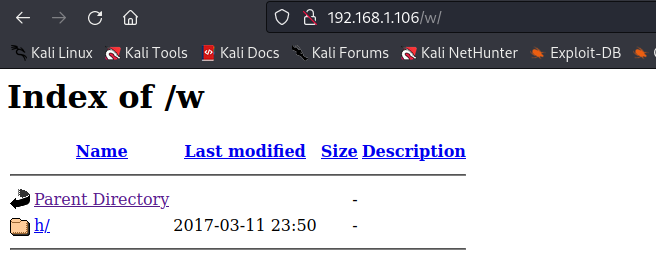 192.168.1.106/w/
Kali Linux Kali Tools Kali Docs Kali Forums Kali NetHunter Exploit-DB
Index of /w
Name Last modified Size Description
Parent Directory -
h/ 2017-03-11 23:50 -